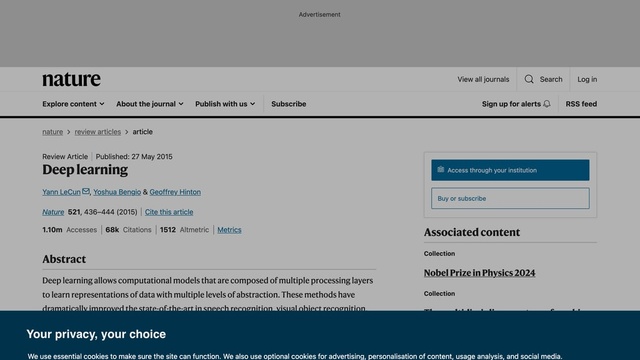 Advertisement
nature
View all journals
Search
Log in
Explore content
About the journal
Publish with us
Subscribe
Sign up for alerts
RSS feed
nature > review articles > article
Review Article | Published: 27 May 2015
Deep learning
Yann LeCun, Yoshua Bengio & Geoffrey Hinton
Nature 521, 436–444 (2015) | Cite this article
1.10m Accesses | 68k Citations | 1512 Altmetric | Metrics
Abstract
Deep learning allows computational models that are composed of multiple processing layers
to learn representations of data with multiple levels of abstraction. These methods have
dramatically improved the state-of-the-art in speech recognition, visual object recognition,
Access through your institution
Buy or subscribe
Associated content
Collection
Nobel Prize in Physics 2024
Collection
Your privacy, your choice
We use essential cookies to make sure the site can function. We also use optional cookies for advertising, personalisation of content, usage analysis, and social media.